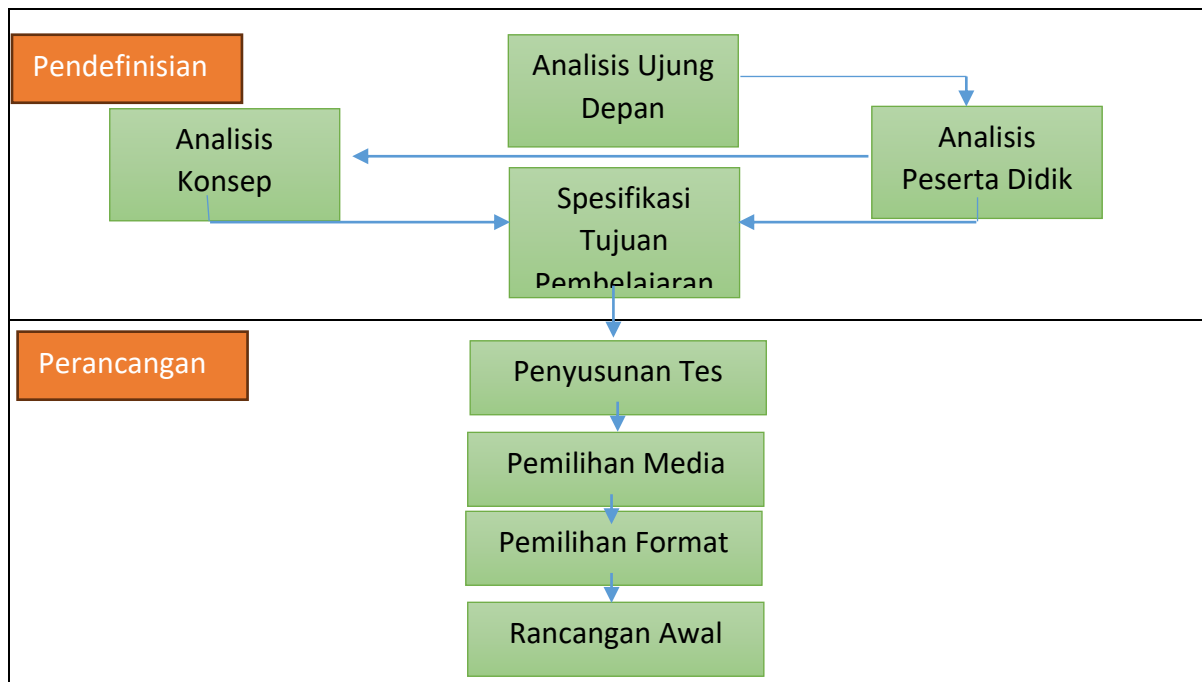 Pendefinisian
Analisis Ujung
Depan
Analisis
Konsep
Analisis
Peserta Didik
Spesifikasi
Tujuan
Pembelajaran
Perancangan
Penyusunan Tes
Pemilihan Media
Pemilihan Format
Rancangan Awal